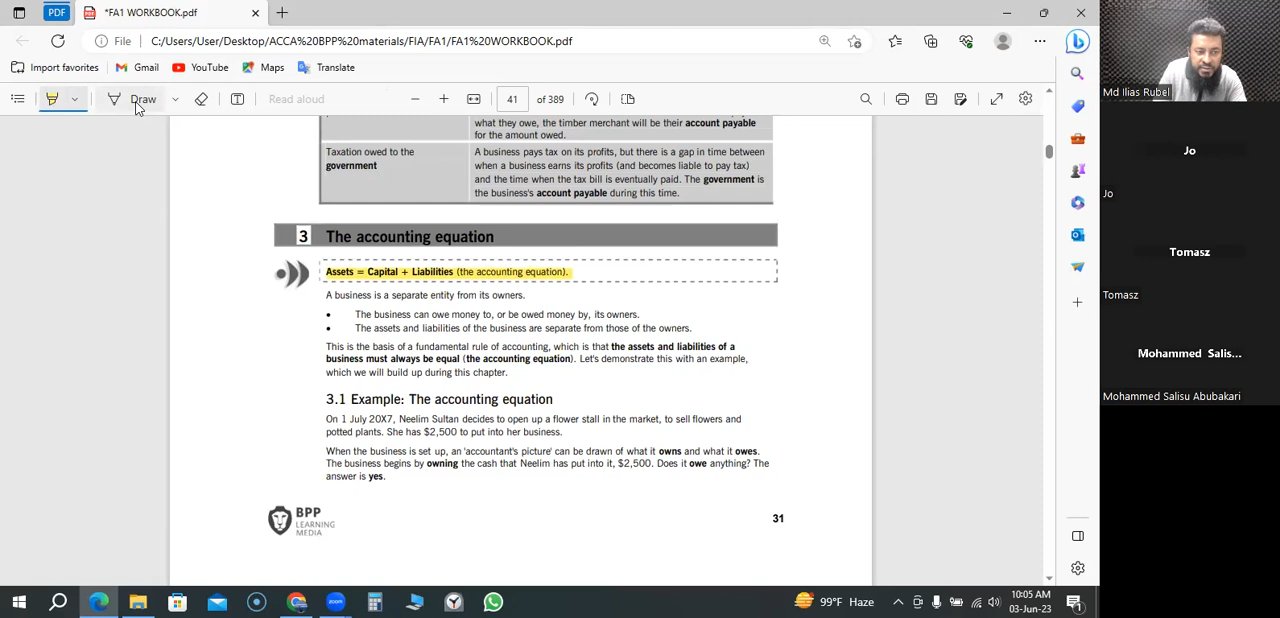 PDF
*FA1 WORKBOOK.pdf
File
C:/Users/User/Desktop/ACCA%20BPP%20materials/FIA/FA1/FA1%20WORKBOOK.pdf
Import favorites
Gmail
YouTube
Maps
Translate
Draw
Read aloud
41
of 389
what they owe, the timber merchant will be their account payable
for the amount owed.
Taxation owed to the
government
A business pays tax on its profits, but there is a gap in time between
when a business earns its profits (and becomes liable to pay tax)
and the time when the tax bill is eventually paid. The government is
the business's account payable during this time.
3 The accounting equation
Assets = Capital + Liabilities (the accounting equation).
A business is a separate entity from its owners.
• The business can owe money to, or be owed money by, its owners.
• The assets and liabilities of the business are separate from those of the owners.
This is the basis of a fundamental rule of accounting, which is that the assets and liabilities of a
business must always be equal (the accounting equation). Let's demonstrate this with an example,
which we will build up during this chapter.
3.1 Example: The accounting equation
On 1 July 20X7, Neelim Sultan decides to open up a flower stall in the market, to sell flowers and
potted plants. She has $2,500 to put into her business.
When the business is set up, an 'accountant's picture' can be drawn of what it owns and what it owes.
The business begins by owning the cash that Neelim has put into it, $2,500. Does it owe anything? The
answer is yes.
BPP
LEARNING
MEDIA
31
Md Ilias Rubel
Jo
Jo
Tomasz
Tomasz
Mohammed Salis...
Mohammed Salisu Abubakari
99°F Haze
10:05 AM
03-Jun-23
1